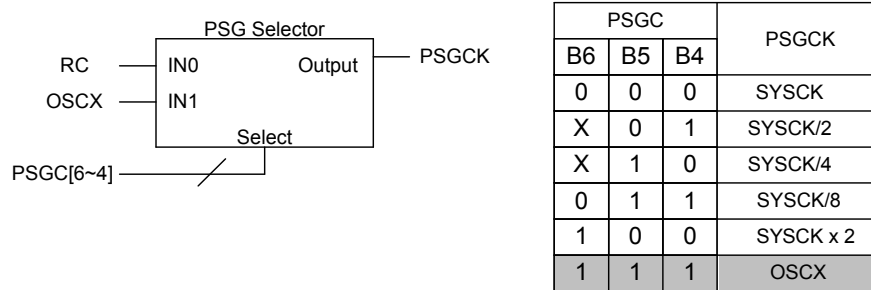 PSG Selector
RC IN0 Output PSGCK
OSCX IN1
Select
PSGC[6~4]
PSGC PSGCK
B6 B5 B4
0 0 0 SYSCK
X 0 1 SYSCK/2
X 1 0 SYSCK/4
0 1 1 SYSCK/8
1 0 0 SYSCK x 2
1 1 1 OSCX